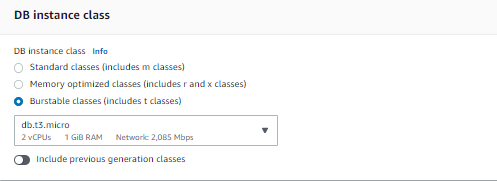 DB instance class
DB instance class Info
Standard classes (includes m classes)
Memory optimized classes (includes r and x classes)
Burstable classes (includes t classes)
db.t3.micro
2 vCPUs 1 GiB RAM Network: 2,085 Mbps
Include previous generation classes